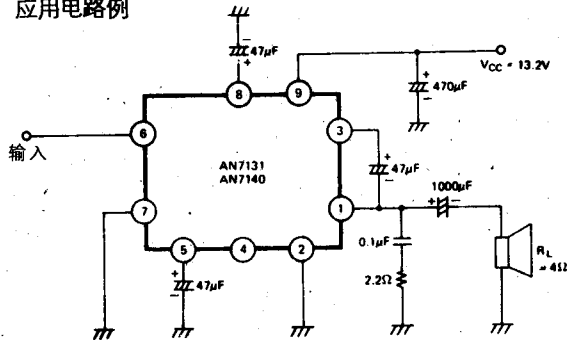 应用电路例
47μF
8
9
VCC = 13.2V
470μF
6
3
输入
AN7131
AN7140
47μF
1000μF
7
1
0.1μF
RL
= 4Ω
5
4
2
2.2Ω
47μF